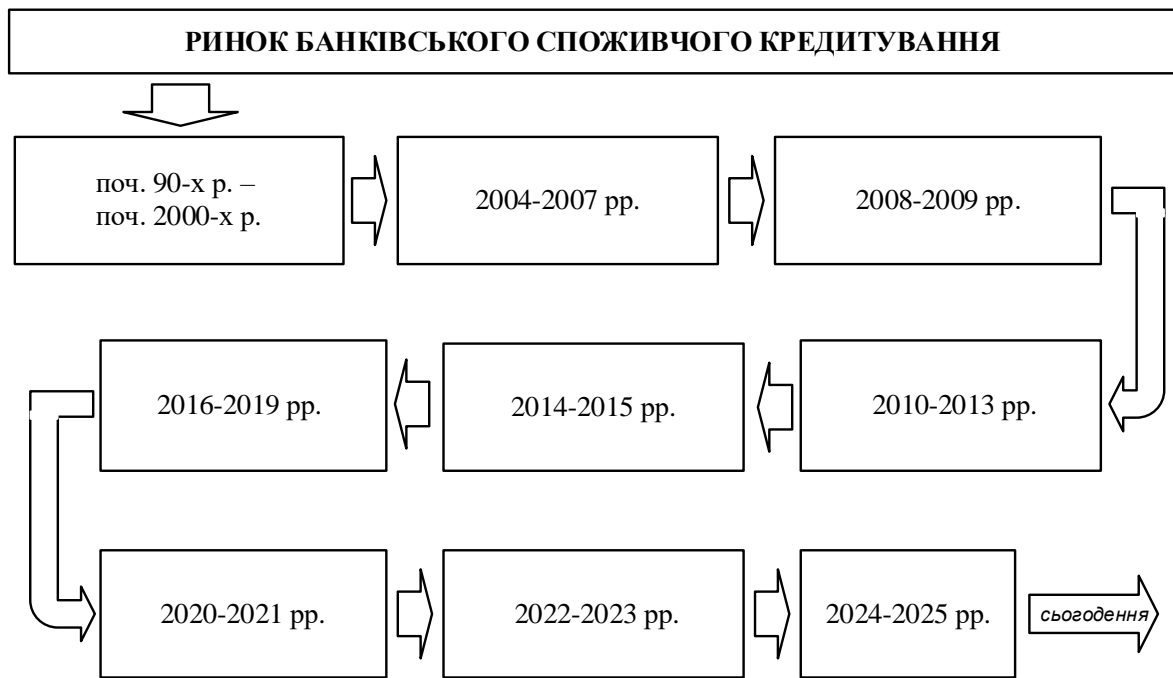 РИНОК БАНКІВСЬКОГО СПОЖИВЧОГО КРЕДИТУВАННЯ
поч. 90-х р. –
поч. 2000-х р.
2004-2007 рр.
2008-2009 рр.
2010-2013 рр.
2014-2015 рр.
2016-2019 рр.
2020-2021 рр.
2022-2023 рр.
2024-2025 рр.
сьогодення